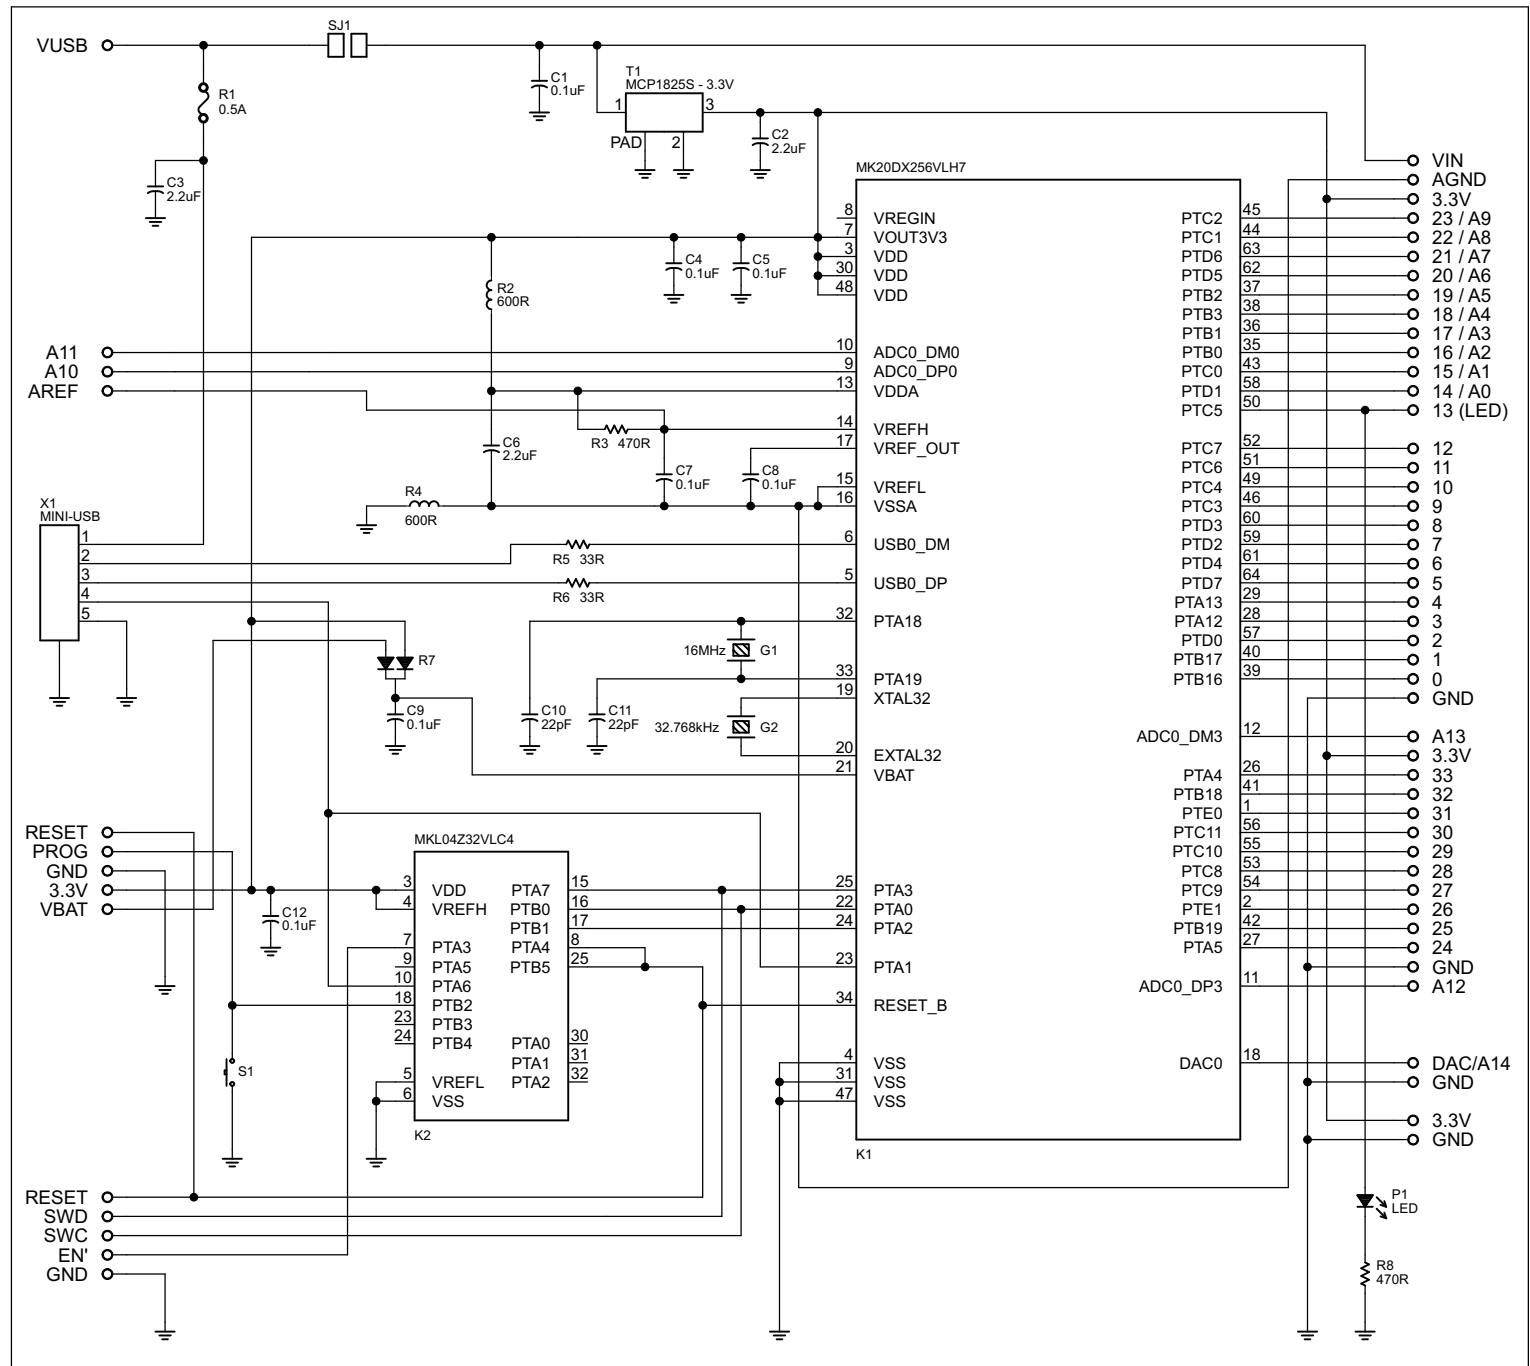 SJ1
VUSB
R1
0.5A
C1
0.1uF
T1
MCP1825S - 3.3V
1
3
PAD
2
C2
2.2uF
C3
2.2uF
MK20DX256VLH7
8 VREGIN
7 VOUT3V3
3 VDD
30 VDD
48 VDD
10 ADC0_DM0
9 ADC0_DP0
13 VDDA
14 VREFH
17 VREF_OUT
15 VREFL
16 VSSA
6 USB0_DM
5 USB0_DP
32 PTA18
33 PTA19
19 XTAL32
20 EXTAL32
21 VBAT
25 PTA3
22 PTA0
24 PTA2
23 PTA1
34 RESET_B
4 VSS
31 VSS
47 VSS
K1
VIN
AGND
3.3V
PTC2 45 23 / A9
PTC1 44 22 / A8
PTD6 63 21 / A7
PTD5 62 20 / A6
PTB2 37 19 / A5
PTB3 38 18 / A4
PTB1 36 17 / A3
PTB0 35 16 / A2
PTC0 43 15 / A1
PTD1 58 14 / A0
PTC5 50 13 (LED)
PTC7 52 12
PTC6 51 11
PTC4 49 10
PTC3 46 9
PTD3 60 8
PTD2 59 7
PTD4 61 6
PTD7 64 5
PTA13 29 4
PTA12 28 3
PTD0 57 2
PTB17 40 1
PTB16 39 0
GND
ADC0_DM3 12 A13
3.3V
PTA4 26 33
PTB18 41 32
PTE0 1 31
PTC11 56 30
PTC10 55 29
PTC8 53 28
PTC9 54 27
PTE1 2 26
PTB19 42 25
PTA5 27 24
GND
ADC0_DP3 11 A12
DAC0 18 DAC/A14
GND
3.3V
GND
P1
LED
R8
470R
C4
0.1uF
C5
0.1uF
R2
600R
A11
A10
AREF
R3 470R
C6
2.2uF
C7
0.1uF
C8
0.1uF
R4
600R
X1
MINI-USB
1
2
3
4
5
R5 33R
R6 33R
R7
16MHz G1
C9
0.1uF
C10
22pF
C11
22pF
32.768kHz G2
RESET
PROG
GND
3.3V
VBAT
C12
0.1uF
MKL04Z32VLC4
3 VDD PTA7 15
4 VREFH PTB0 16
PTB1 17
7 PTA3 PTA4 8
9 PTA5 PTB5 25
10 PTA6
18 PTB2
23 PTB3
24 PTB4 PTA0 30
PTA1 31
5 VREFL PTA2 32
6 VSS
K2
S1
RESET
SWD
SWC
EN'
GND